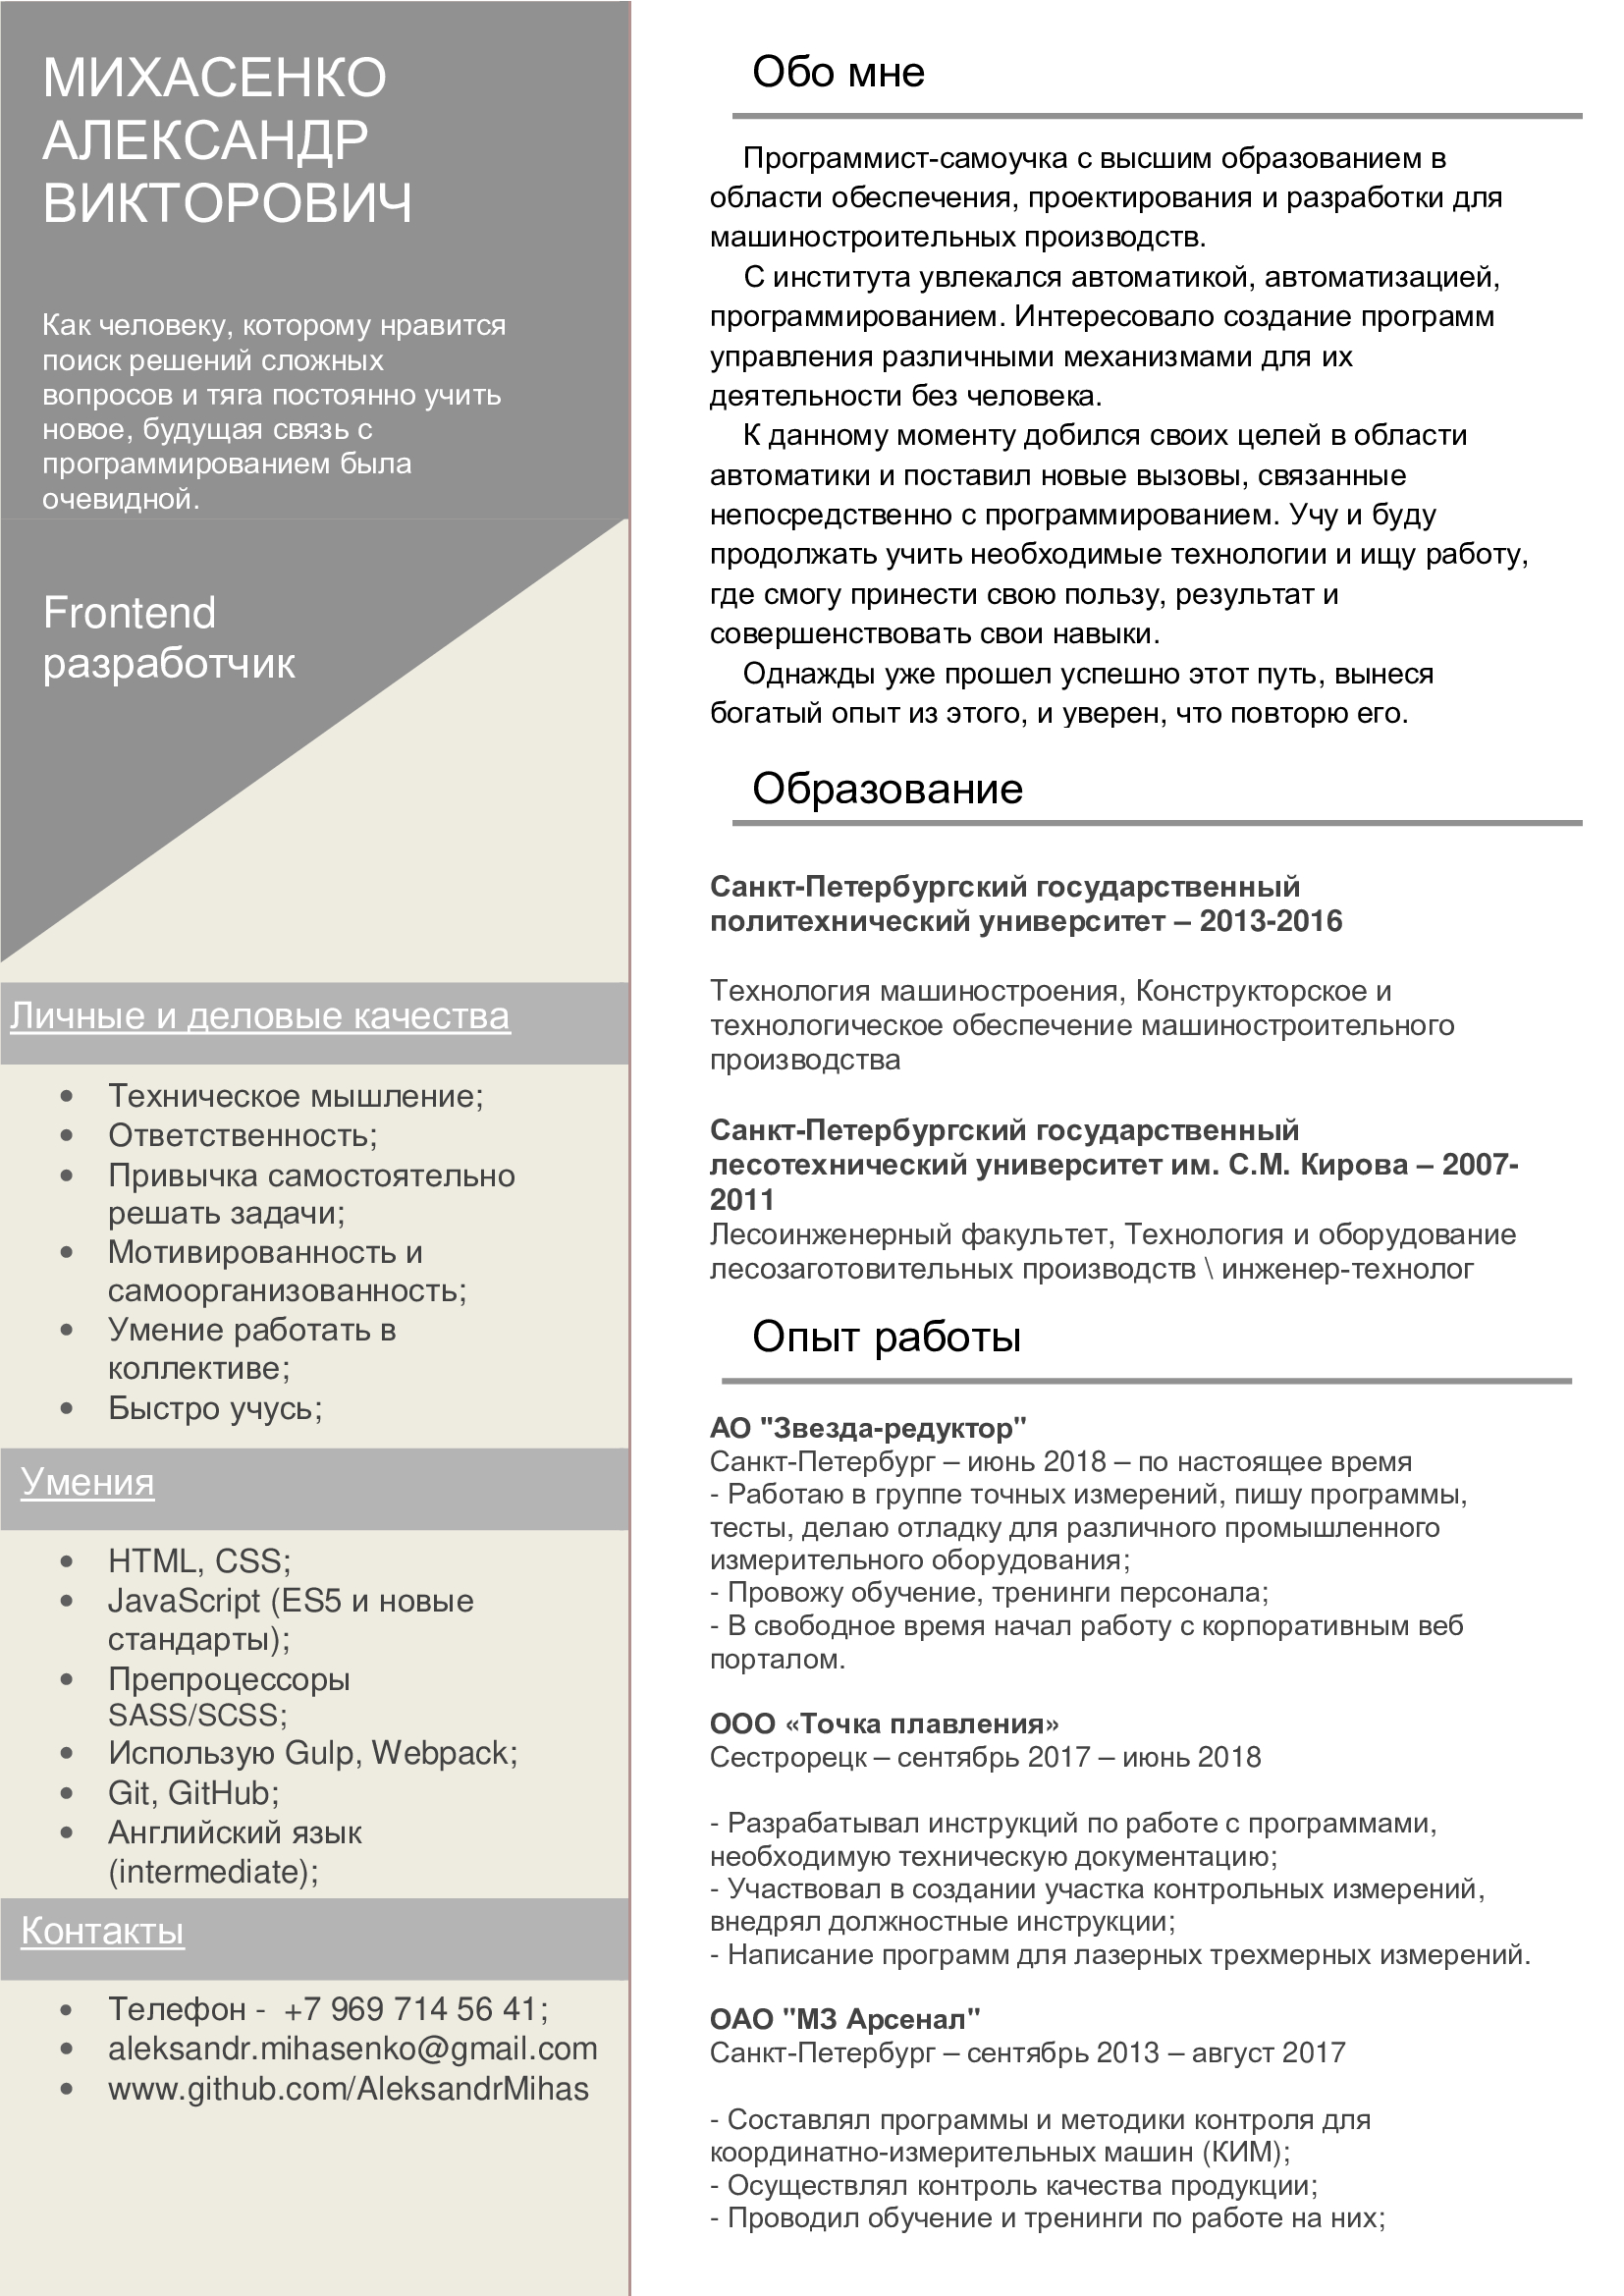 МИХАСЕНКО
АЛЕКСАНДР
ВИКТОРОВИЧ
Как человеку, которому нравится
поиск решений сложных
вопросов и тяга постоянно учить
новое, будущая связь с
программированием была
очевидной.
Frontend
разработчик
Личные и деловые качества
• Техническое мышление;
• Ответственность;
• Привычка самостоятельно
решать задачи;
• Мотивированность и
самоорганизованность;
• Умение работать в
коллективе;
• Быстро учусь;
Умения
• HTML, CSS;
• JavaScript (ES5 и новые
стандарты);
• Препроцессоры
SASS/SCSS;
• Использую Gulp, Webpack;
• Git, GitHub;
• Английский язык
(intermediate);
Контакты
• Телефон -  +7 969 714 56 41;
• aleksandr.mihasenko@gmail.com
• www.github.com/AleksandrMihas
Обо мне
Программист-самоучка с высшим образованием в
области обеспечения, проектирования и разработки для
машиностроительных производств.
С института увлекался автоматикой, автоматизацией,
программированием. Интересовало создание программ
управления различными механизмами для их
деятельности без человека.
К данному моменту добился своих целей в области
автоматики и поставил новые вызовы, связанные
непосредственно с программированием. Учу и буду
продолжать учить необходимые технологии и ищу работу,
где смогу принести свою пользу, результат и
совершенствовать свои навыки.
Однажды уже прошел успешно этот путь, вынеся
богатый опыт из этого, и уверен, что повторю его.
Образование
Санкт-Петербургский государственный
политехнический университет – 2013-2016
Технология машиностроения, Конструкторское и
технологическое обеспечение машиностроительного
производства
Санкт-Петербургский государственный
лесотехнический университет им. С.М. Кирова – 2007-
2011
Лесоинженерный факультет, Технология и оборудование
лесозаготовительных производств \ инженер-технолог
Опыт работы
АО "Звезда-редуктор"
Санкт-Петербург – июнь 2018 – по настоящее время
- Работаю в группе точных измерений, пишу программы,
тесты, делаю отладку для различного промышленного
измерительного оборудования;
- Провожу обучение, тренинги персонала;
- В свободное время начал работу с корпоративным веб
порталом.
ООО «Точка плавления»
Сестрорецк – сентябрь 2017 – июнь 2018
- Разрабатывал инструкций по работе с программами,
необходимую техническую документацию;
- Участвовал в создании участка контрольных измерений,
внедрял должностные инструкции;
- Написание программ для лазерных трехмерных измерений.
ОАО "МЗ Арсенал"
Санкт-Петербург – сентябрь 2013 – август 2017
- Составлял программы и методики контроля для
координатно-измерительных машин (КИМ);
- Осуществлял контроль качества продукции;
- Проводил обучение и тренинги по работе на них;